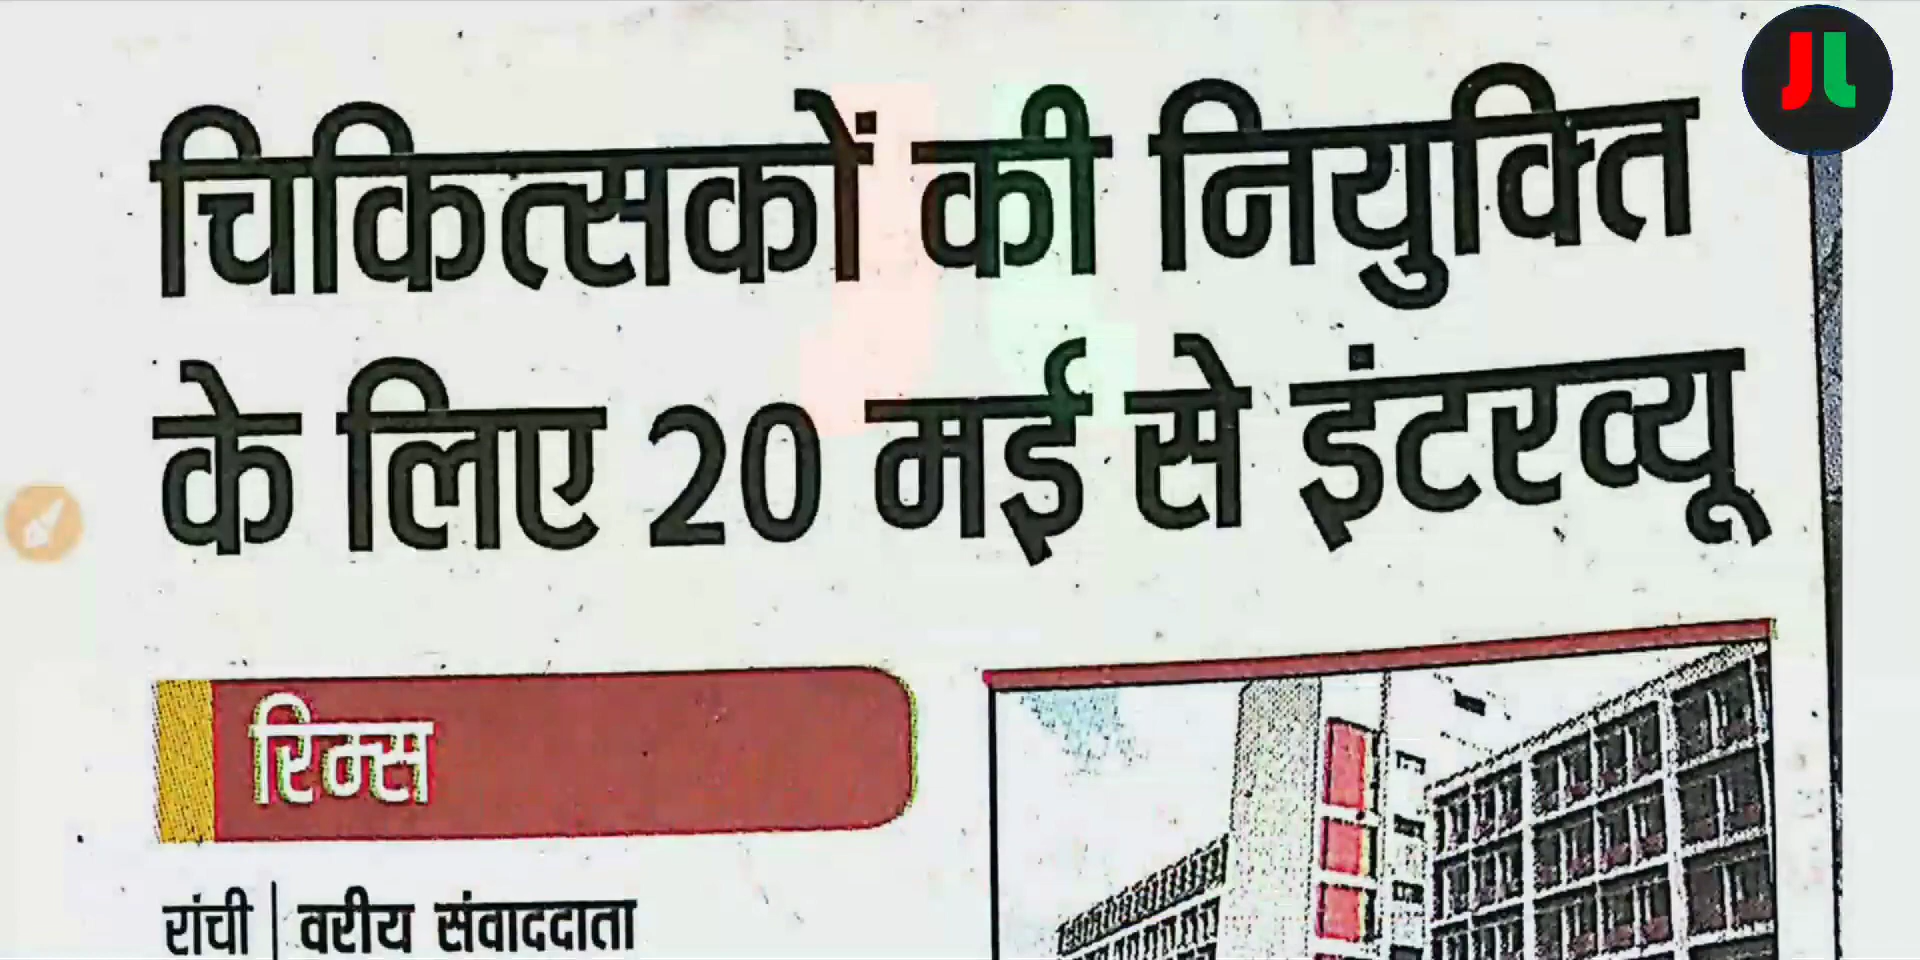 चिकित्सकों की नियुक्ति
के लिए 20 मई से इंटरव्यू
रिम्स
रांची | वरीय संवाददाता